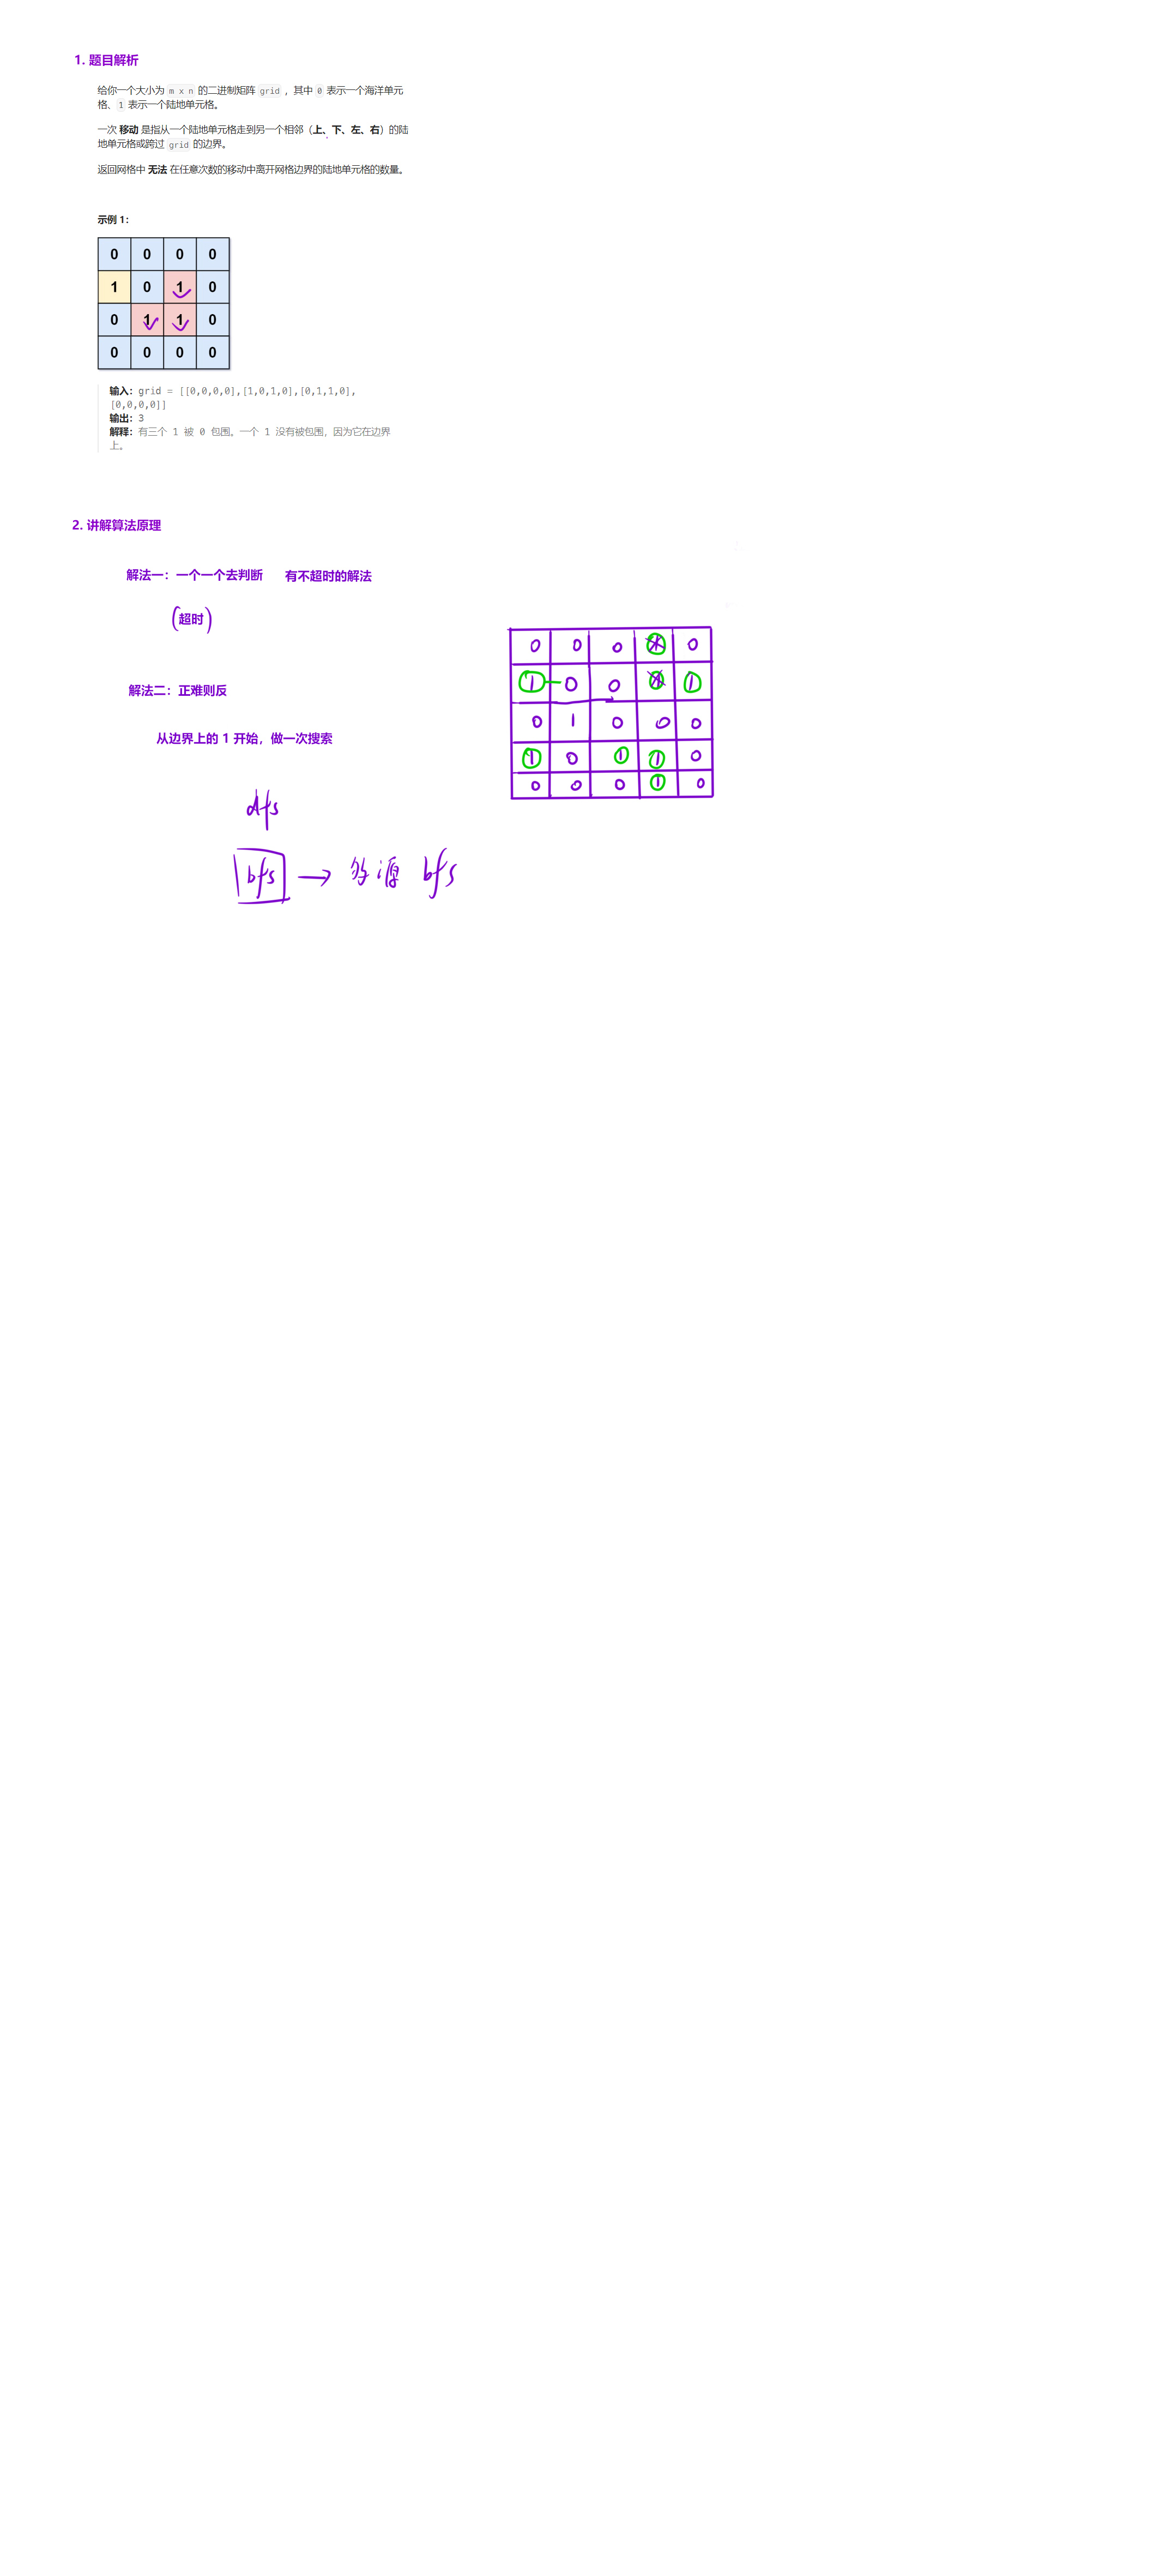 1. 题目解析
给你一个大小为 m x n 的二进制矩阵 grid ，其中 0 表示一个海洋单元
格、1 表示一个陆地单元格。
一次 移动 是指从一个陆地单元格走到另一个相邻（上、下、左、右）的陆
地单元格或跨过 grid 的边界。
返回网格中 无法 在任意次数的移动中离开网格边界的陆地单元格的数量。
示例 1：
0 0 0 0
1 0 1 0
0 1 1 0
0 0 0 0
输入：grid = [[0,0,0,0],[1,0,1,0],[0,1,1,0],
[0,0,0,0]]
输出：3
解释：有三个 1 被 0 包围。一个 1 没有被包围，因为它在边界
上。
2. 讲解算法原理
解法一：一个一个去判断 有不超时的解法
(超时)
解法二：正难则反
从边界上的 1 开始，做一次搜索
dfs
bfs → 多源 bfs
0 0 0 1 0
1 0 0 1 1
0 1 0 0 0
1 0 1 1 0
0 0 0 1 0